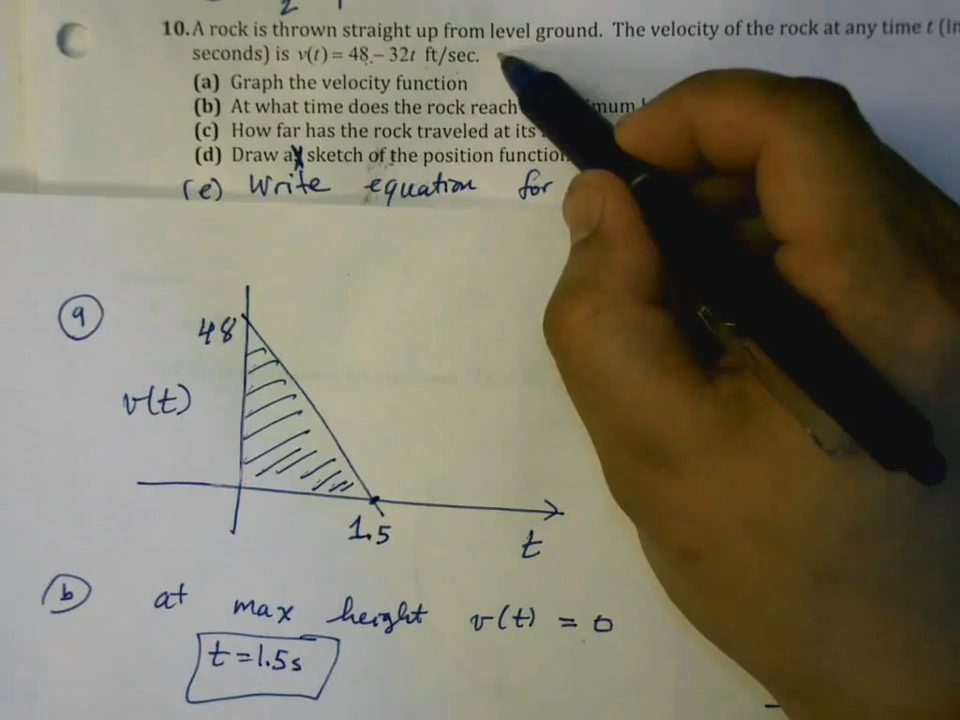 10. A rock is thrown straight up from level ground. The velocity of the rock at any time t (In
seconds) is v(t) = 48 – 32t ft/sec.
(a) Graph the velocity function
(b) At what time does the rock reach
(c) How far has the rock traveled at its
(d) Draw a sketch of the position function
(e) Write equation for
(a)
48
v(t)
1.5
t
(b) at max height v(t) = 0
t = 1.5s